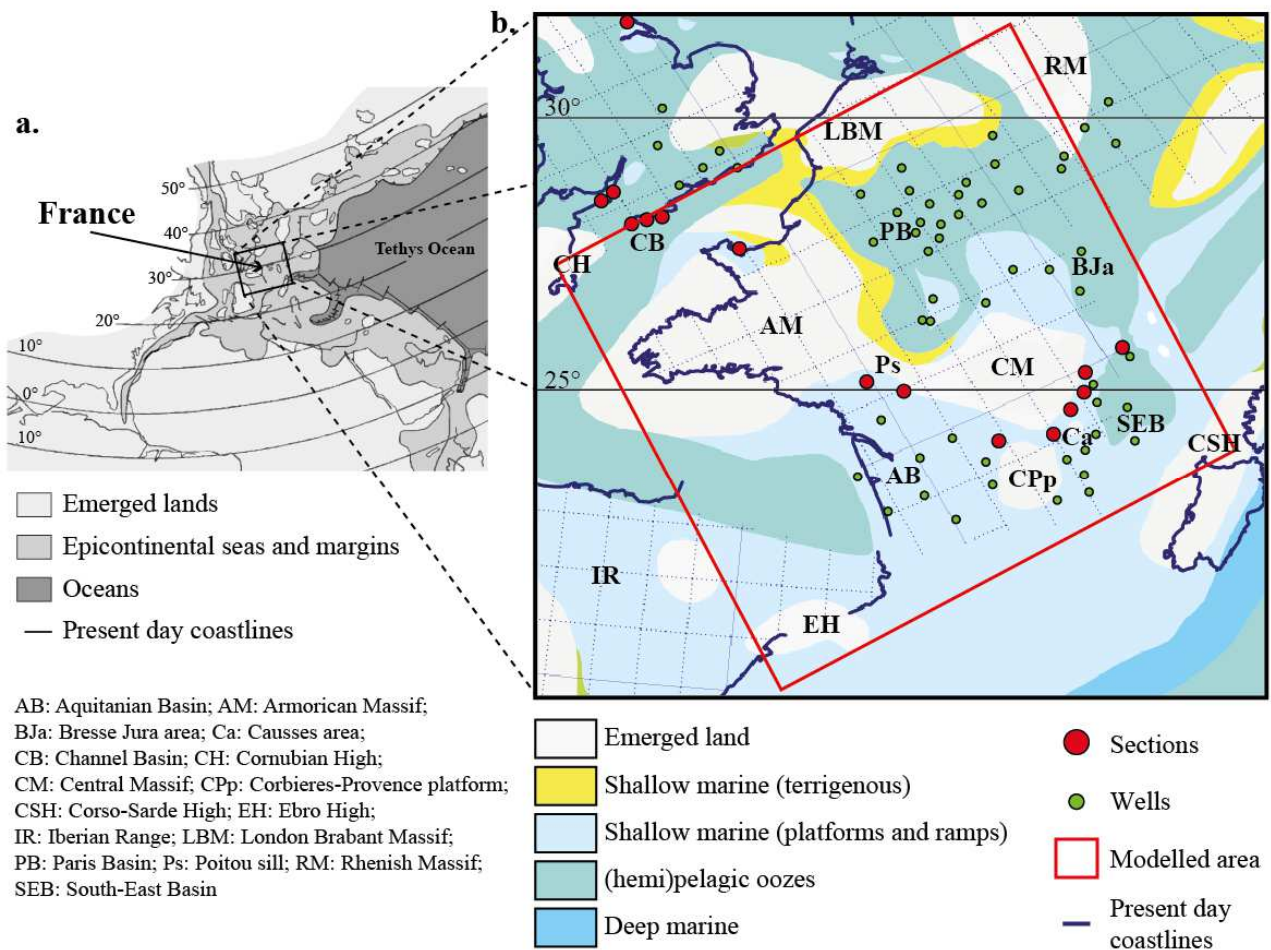 a.
France
50°
40°
30°
20°
10°
0°
10°
Tethys Ocean
Emerged lands
Epicontinental seas and margins
Oceans
Present day coastlines
AB: Aquitanian Basin; AM: Armorican Massif;
BJa: Bresse Jura area; Ca: Causses area;
CB: Channel Basin; CH: Cornubian High;
CM: Central Massif; CPp: Corbieres-Provence platform;
CSH: Corso-Sarde High; EH: Ebro High;
IR: Iberian Range; LBM: London Brabant Massif;
PB: Paris Basin; Ps: Poitou sill; RM: Rhenish Massif;
SEB: South-East Basin
b.
RM
30°
LBM
CB
PB
CH
BJa
AM
Ps
CM
25°
SEB
Ca
CSH
AB
CPp
IR
EH
Emerged land
Shallow marine (terrigenous)
Shallow marine (platforms and ramps)
(hemi)pelagic oozes
Deep marine
Sections
Wells
Modelled area
Present day
coastlines